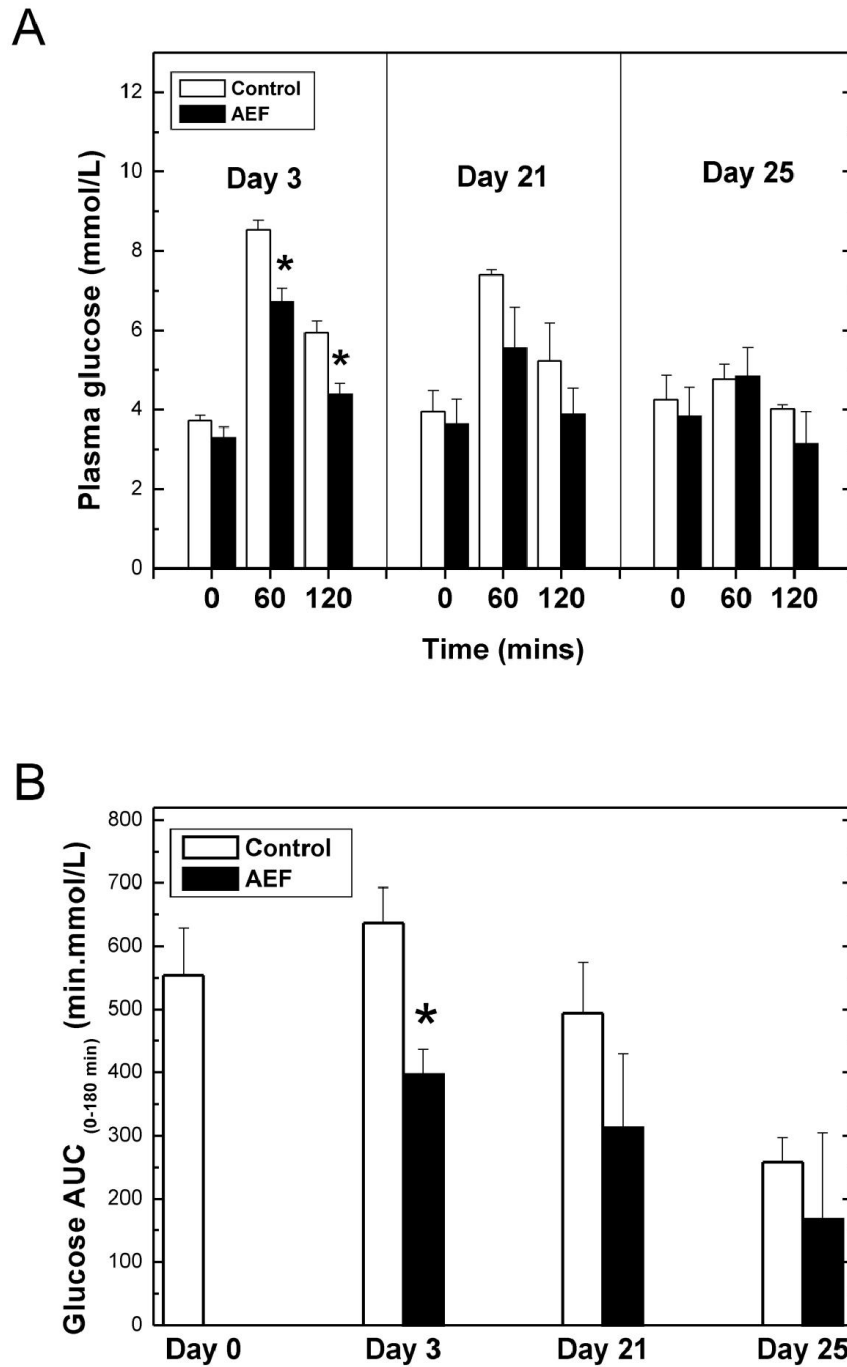 A
Control
AEF
Day 3
Day 21
Day 25
*
*
12
10
8
6
4
2
0
Plasma glucose (mmol/L)
0 60 120 0 60 120 0 60 120
Time (mins)
B
Control
AEF
*
800
700
600
500
400
300
200
100
0
Glucose AUC (0-180 min) (min.mmol/L)
Day 0 Day 3 Day 21 Day 25